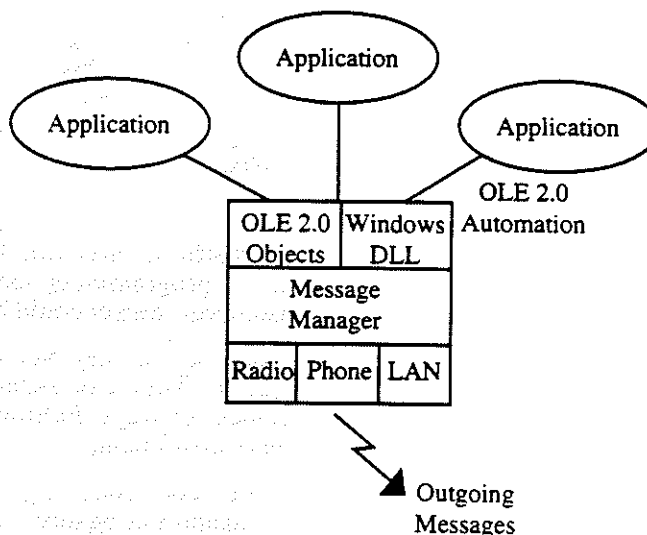 Application
Application
Application
OLE 2.0
Automation
OLE 2.0
Objects
Windows
DLL
Message
Manager
Radio
Phone
LAN
Outgoing
Messages